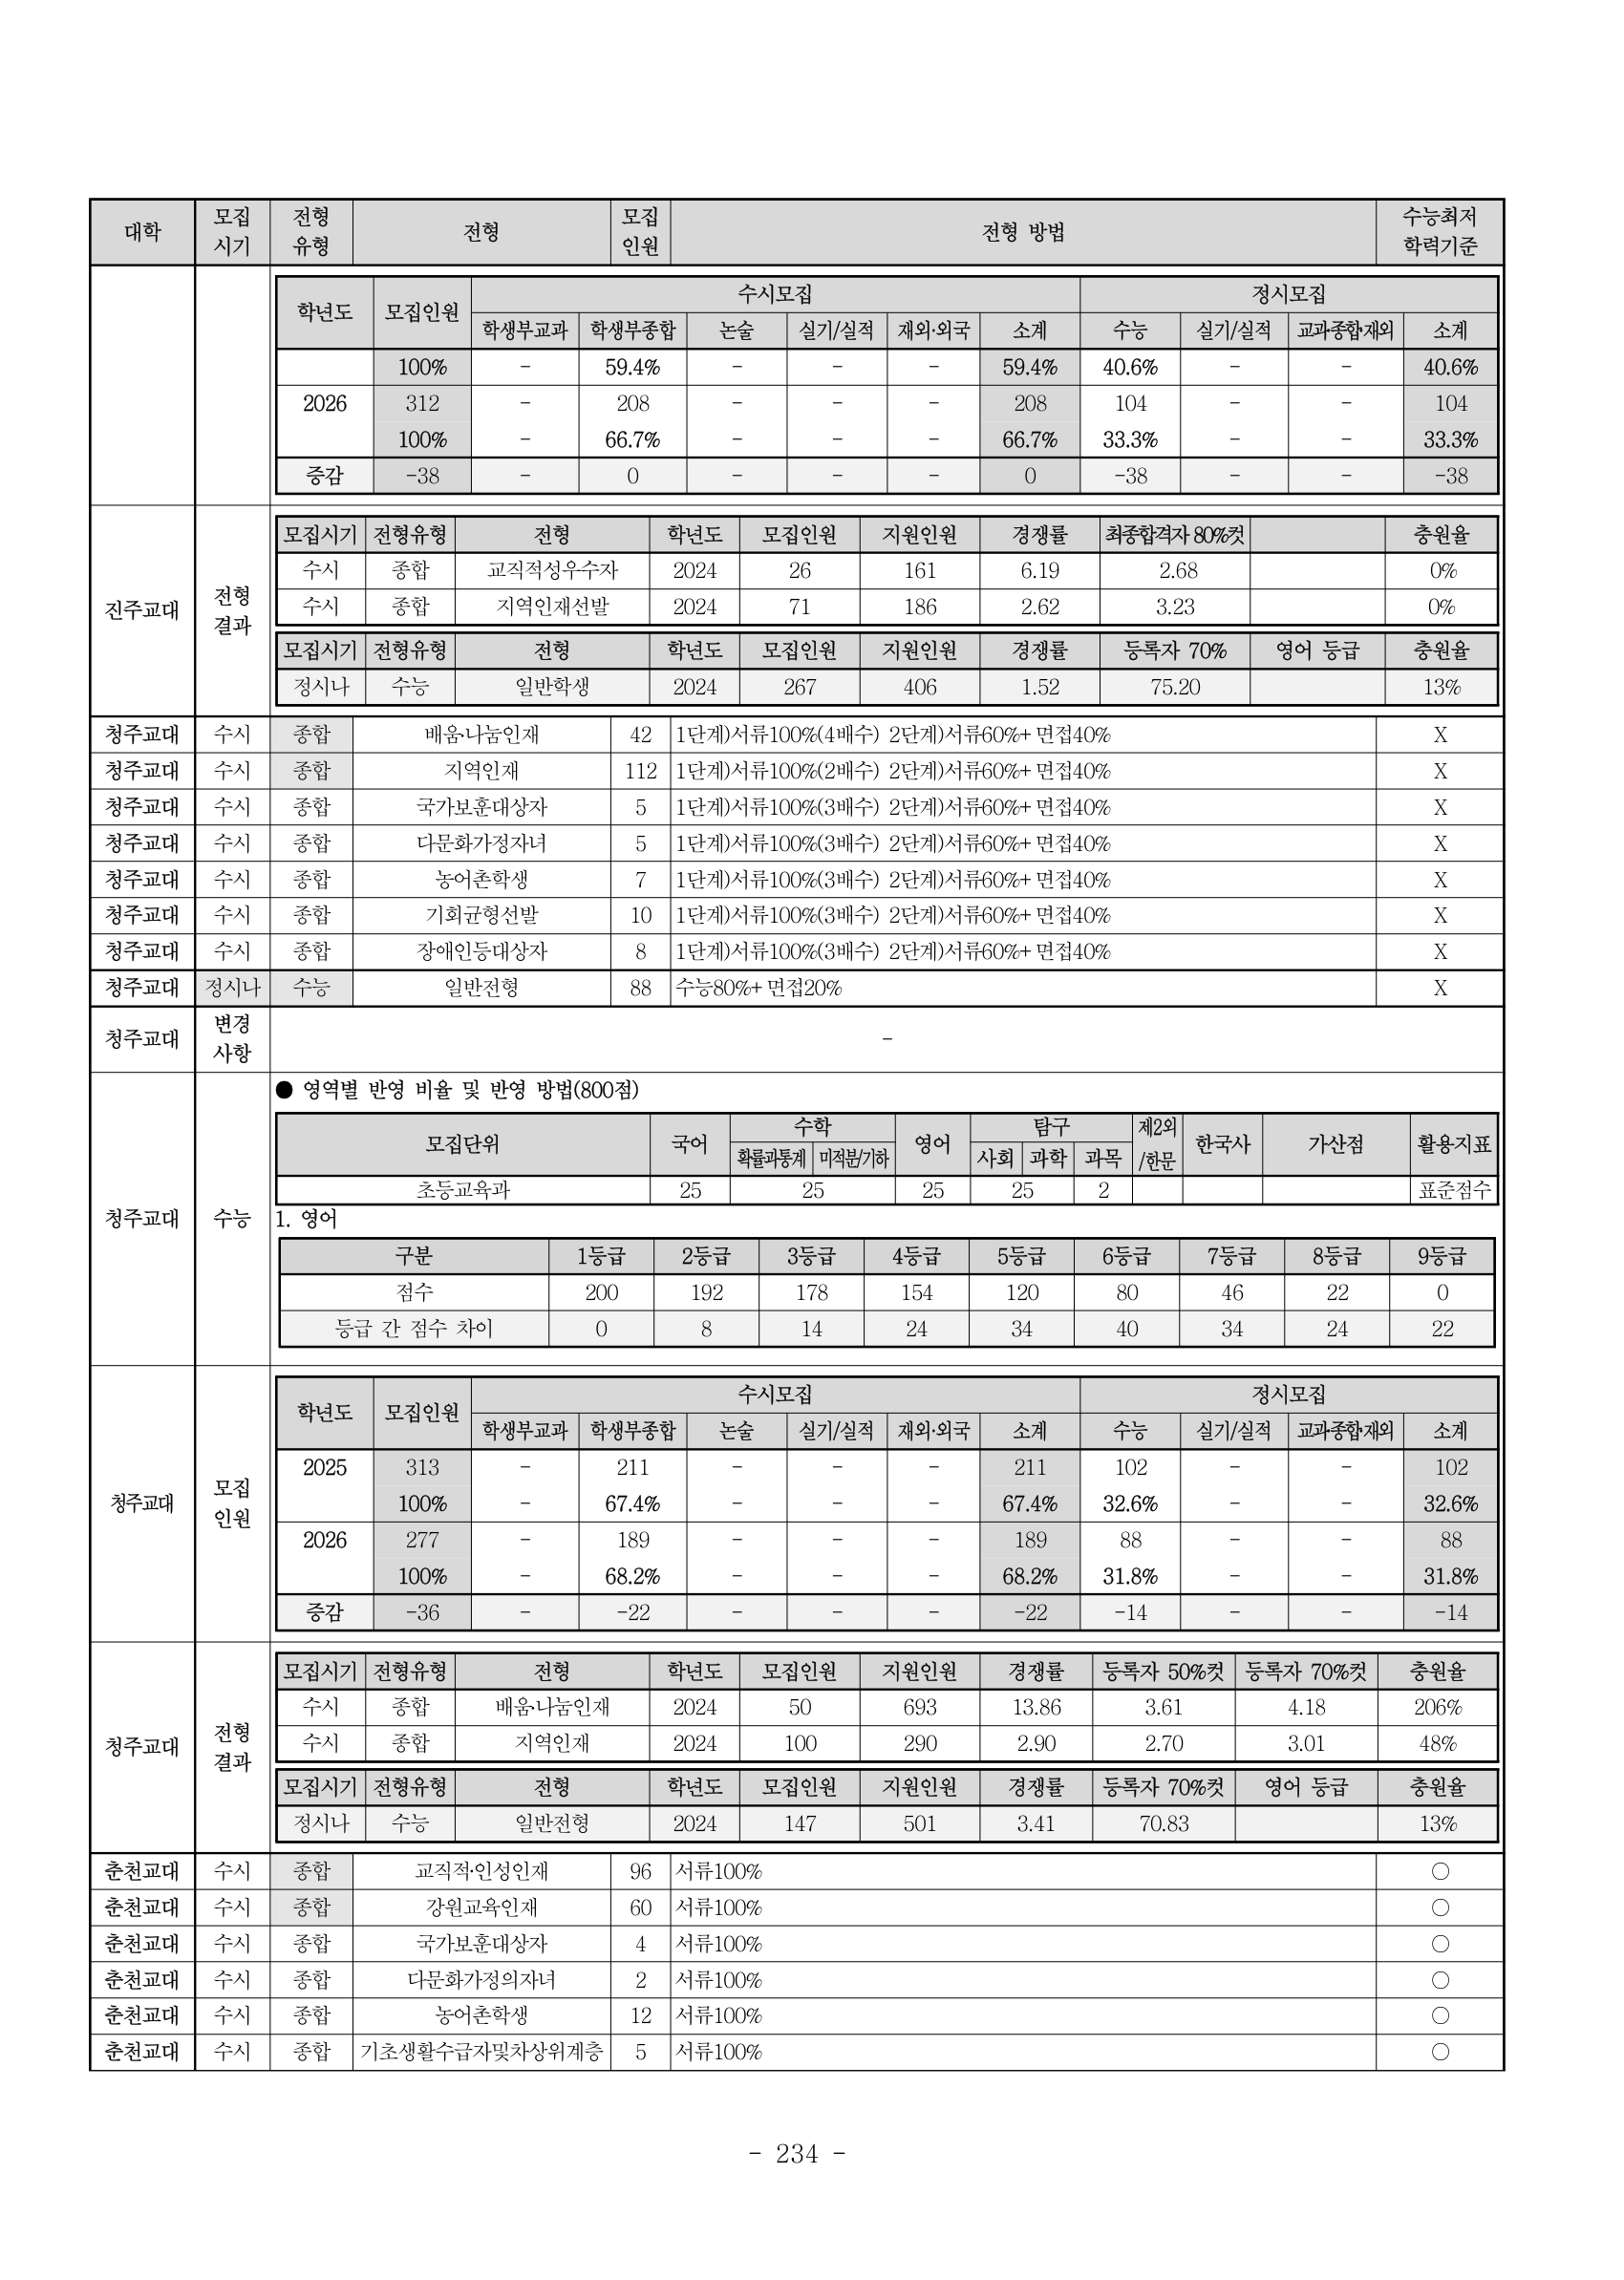 대학 모집시기 전형유형 전형 모집인원 전형 방법 수능최저학력기준
학년도 모집인원 수시모집 정시모집
학생부교과 학생부종합 논술 실기/실적 재외·외국 소계 수능 실기/실적 교과·종합·재외 소계
100% - 59.4% - - - 59.4% 40.6% - - 40.6%
2026 312 - 208 - - - 208 104 - - 104
100% - 66.7% - - - 66.7% 33.3% - - 33.3%
증감 -38 - 0 - - - 0 -38 - - -38
진주교대 전형결과
모집시기 전형유형 전형 학년도 모집인원 지원인원 경쟁률 최종합격자 80%컷 충원율
수시 종합 교직적성우수자 2024 26 161 6.19 2.68 0%
수시 종합 지역인재선발 2024 71 186 2.62 3.23 0%
모집시기 전형유형 전형 학년도 모집인원 지원인원 경쟁률 등록자 70% 영어 등급 충원율
정시나 수능 일반학생 2024 267 406 1.52 75.20 13%
청주교대 수시 종합 배움·나눔인재 42 1단계)서류100%(4배수) 2단계)서류60%+면접40% X
청주교대 수시 종합 지역인재 112 1단계)서류100%(2배수) 2단계)서류60%+면접40% X
청주교대 수시 종합 국가보훈대상자 5 1단계)서류100%(3배수) 2단계)서류60%+면접40% X
청주교대 수시 종합 다문화가정자녀 5 1단계)서류100%(3배수) 2단계)서류60%+면접40% X
청주교대 수시 종합 농어촌학생 7 1단계)서류100%(3배수) 2단계)서류60%+면접40% X
청주교대 수시 종합 기회균형선발 10 1단계)서류100%(3배수) 2단계)서류60%+면접40% X
청주교대 수시 종합 장애인등대상자 8 1단계)서류100%(3배수) 2단계)서류60%+면접40% X
청주교대 정시나 수능 일반전형 88 수능80%+면접20% X
청주교대 변경사항 -
청주교대 수능
● 영역별 반영 비율 및 반영 방법(800점)
모집단위 국어 수학 영어 탐구 제2외/한문 한국사 가산점 활용지표
확률과통계 미적분/기하 사회 과학 과목
초등교육과 25 25 25 25 2 표준점수
1. 영어
구분 1등급 2등급 3등급 4등급 5등급 6등급 7등급 8등급 9등급
점수 200 192 178 154 120 80 46 22 0
등급 간 점수 차이 0 8 14 24 34 40 34 24 22
청주교대 모집인원
학년도 모집인원 수시모집 정시모집
학생부교과 학생부종합 논술 실기/실적 재외·외국 소계 수능 실기/실적 교과·종합·재외 소계
2025 313 - 211 - - - 211 102 - - 102
100% - 67.4% - - - 67.4% 32.6% - - 32.6%
2026 277 - 189 - - - 189 88 - - 88
100% - 68.2% - - - 68.2% 31.8% - - 31.8%
증감 -36 - -22 - - - -22 -14 - - -14
청주교대 전형결과
모집시기 전형유형 전형 학년도 모집인원 지원인원 경쟁률 등록자 50%컷 등록자 70%컷 충원율
수시 종합 배움·나눔인재 2024 50 693 13.86 3.61 4.18 206%
수시 종합 지역인재 2024 100 290 2.90 2.70 3.01 48%
모집시기 전형유형 전형 학년도 모집인원 지원인원 경쟁률 등록자 70%컷 영어 등급 충원율
정시나 수능 일반전형 2024 147 501 3.41 70.83 13%
춘천교대 수시 종합 교직적·인성인재 96 서류100% ○
춘천교대 수시 종합 강원교육인재 60 서류100% ○
춘천교대 수시 종합 국가보훈대상자 4 서류100% ○
춘천교대 수시 종합 다문화가정의자녀 2 서류100% ○
춘천교대 수시 종합 농어촌학생 12 서류100% ○
춘천교대 수시 종합 기초생활수급자및차상위계층 5 서류100% ○
- 234 -